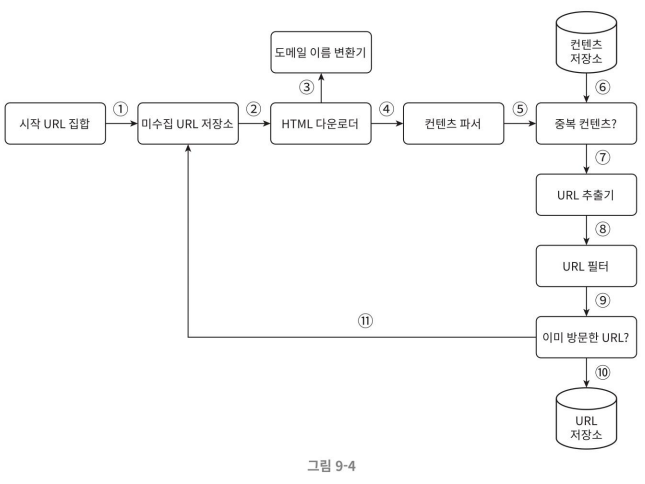 컨텐츠
저장소
도메일 이름 변환기
③
⑥
①
②
④
⑤
시작 URL 집합
미수집 URL 저장소
HTML 다운로더
컨텐츠 파서
중복 컨텐츠?
⑦
URL 추출기
⑧
URL 필터
⑨
⑪
이미 방문한 URL?
⑩
URL
저장소
그림 9-4